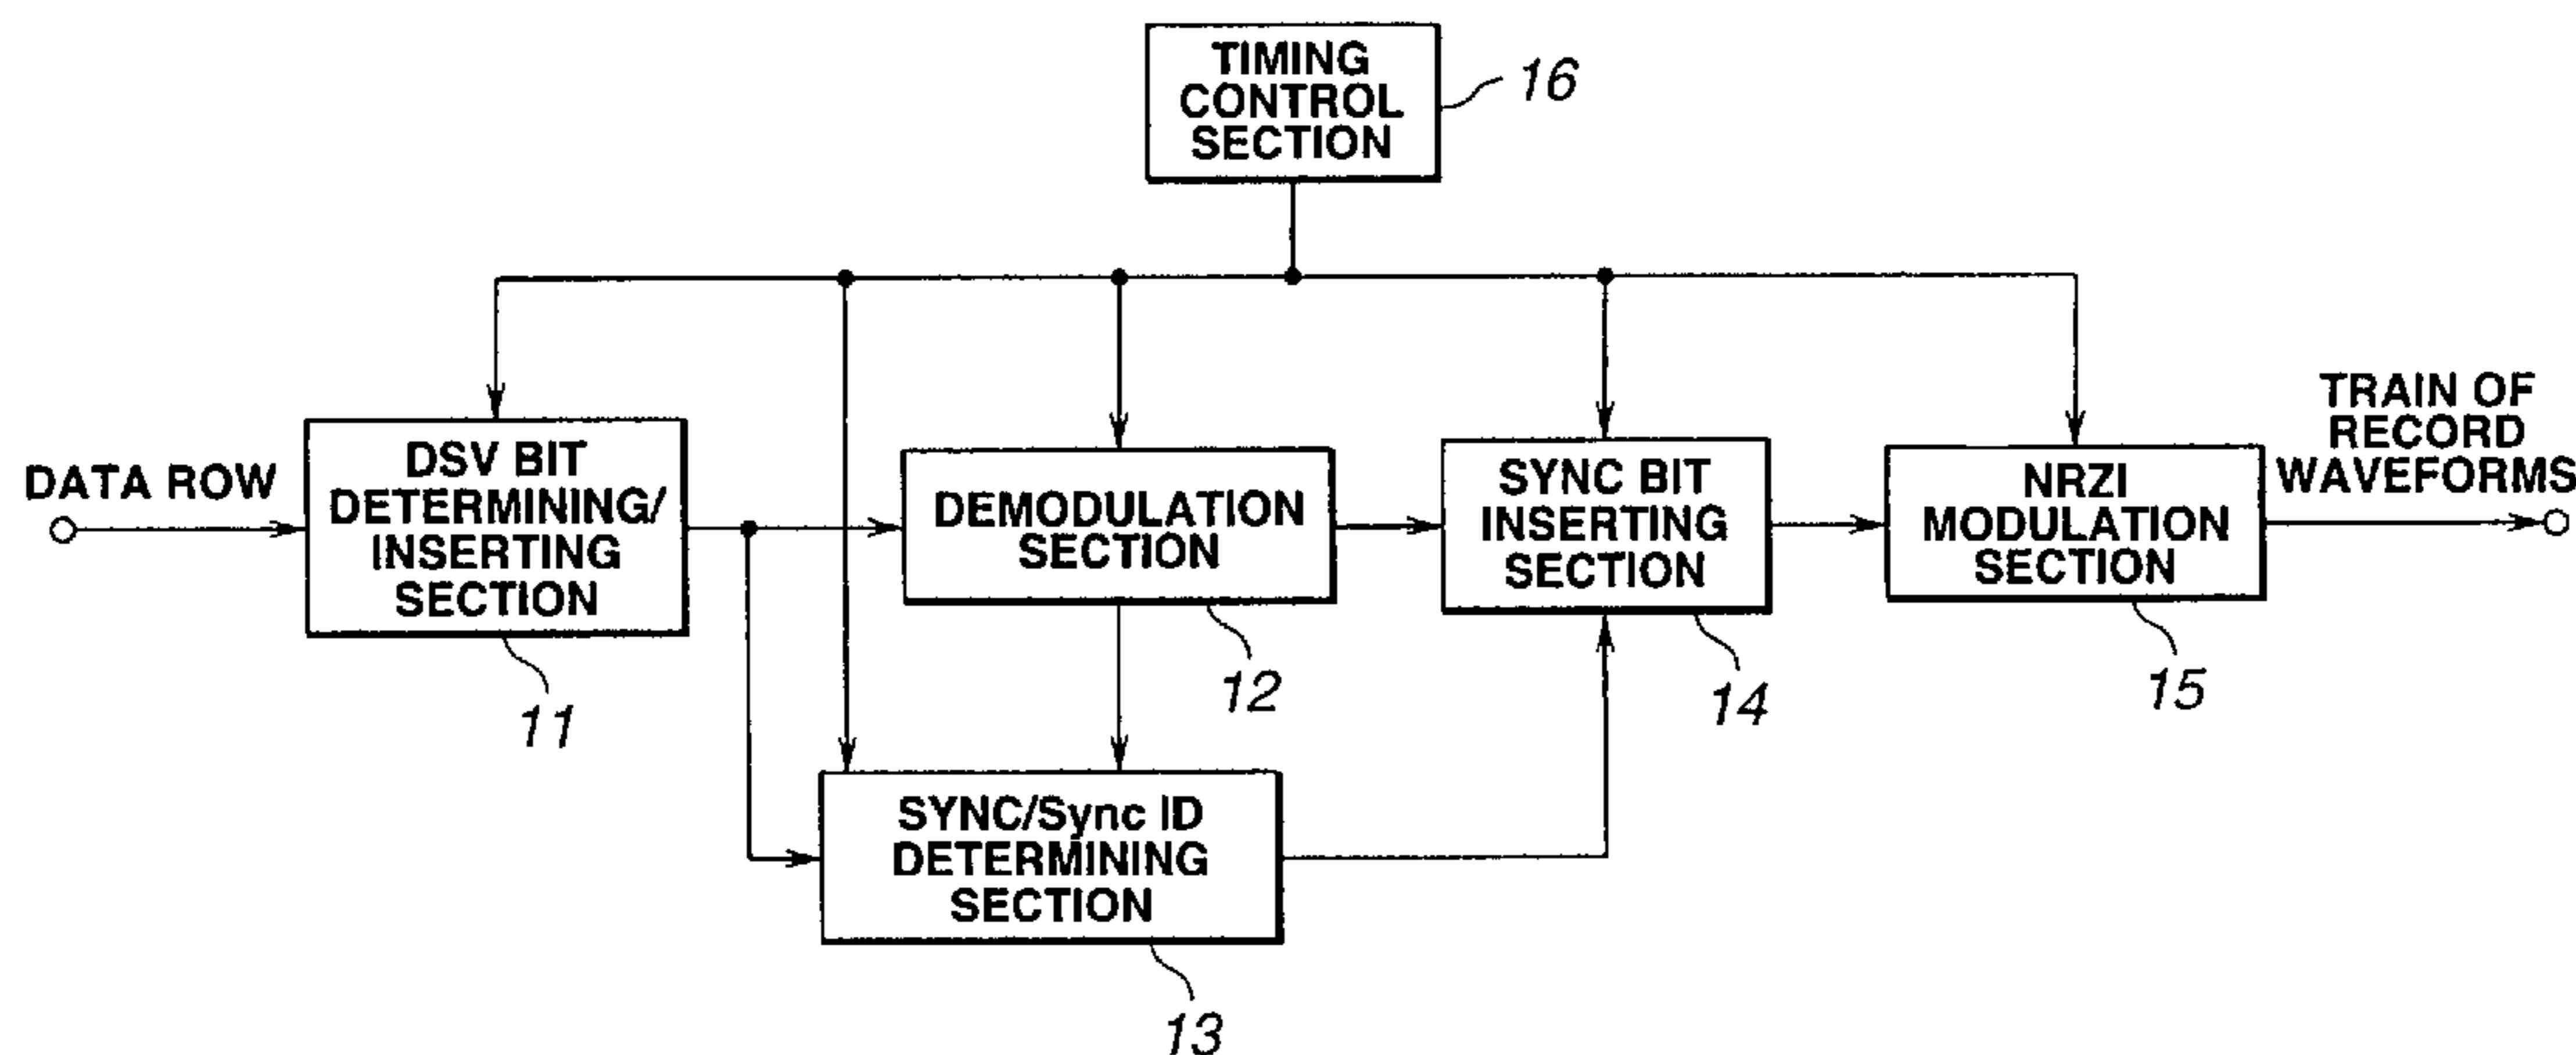 TIMING
CONTROL
SECTION
16
DATA ROW
DSV BIT
DETERMINING/
INSERTING
SECTION
11
DEMODULATION
SECTION
12
SYNC BIT
INSERTING
SECTION
14
NRZI
MODULATION
SECTION
15
TRAIN OF
RECORD
WAVEFORMS
SYNC/Sync ID
DETERMINING
SECTION
13